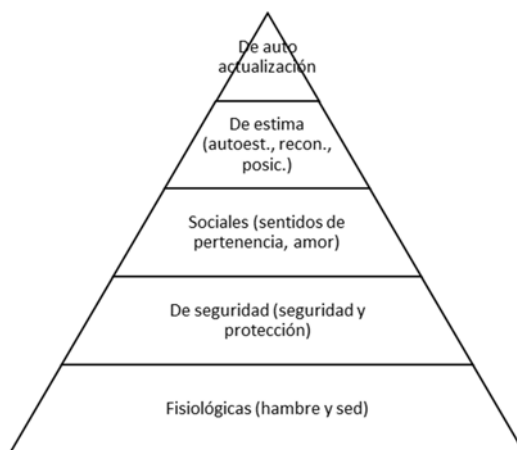 De auto
actualización
De estima
(autoest., recon.,
posic.)
Sociales (sentidos de
pertenencia, amor)
De seguridad (seguridad y
protección)
Fisiológicas (hambre y sed)